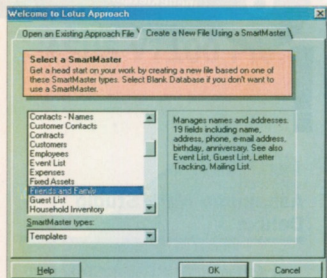 Welcome to Lotus Approach
Open an Existing Approach File
Create a New File Using a SmartMaster
Select a SmartMaster
Get a head start on your work by creating a new file based on one of
these SmartMaster types. Select Blank Database if you don't want to
use a SmartMaster.
Contacts - Names
Customer Contacts
Contracts
Customers
Employees
Event List
Expenses
Fixed Assets
Friends and Family
Guest List
Household Inventory
SmartMaster types:
Templates
Manages names and addresses.
19 fields including name,
address, phone, e-mail address,
birthday, anniversary. See also
Event List, Guest List, Letter
Tracking, Mailing List.
Help
OK
Cancel